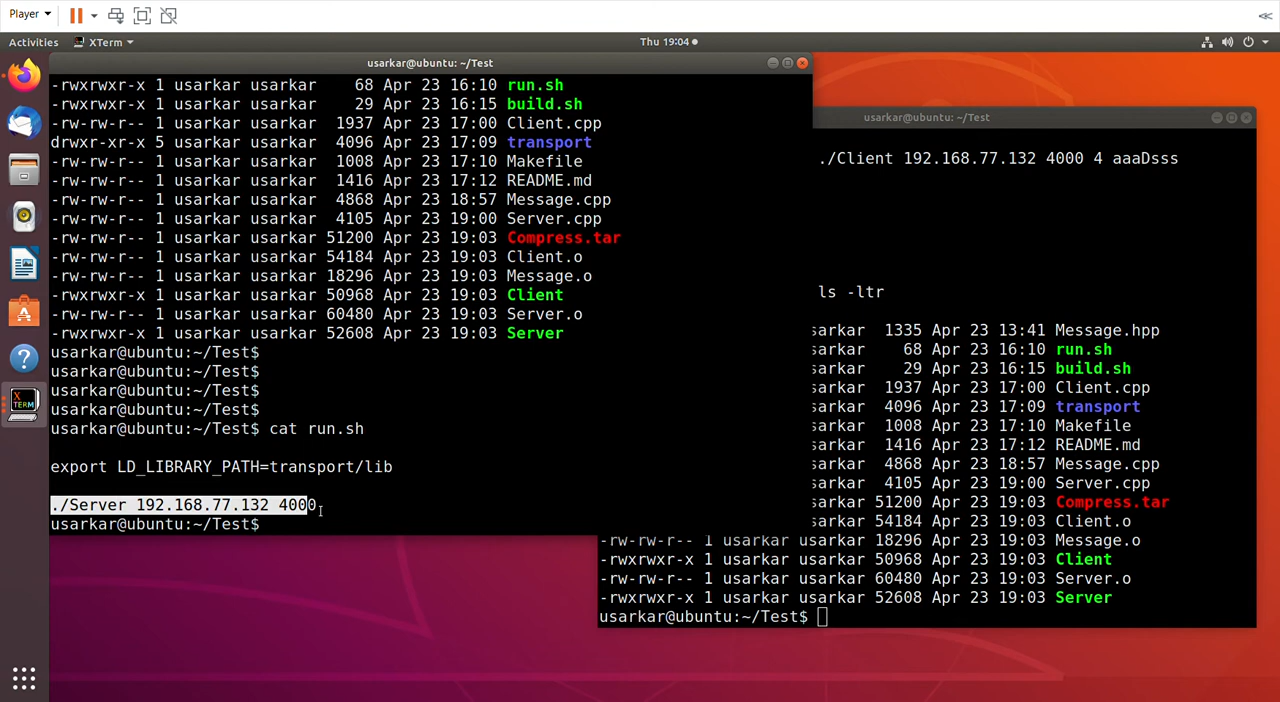 Player
Activities XTerm Thu 19:04
usarkar@ubuntu: ~/Test
-rwxrwxr-x 1 usarkar usarkar 68 Apr 23 16:10 run.sh
-rwxrwxr-x 1 usarkar usarkar 29 Apr 23 16:15 build.sh
-rw-rw-r-- 1 usarkar usarkar 1937 Apr 23 17:00 Client.cpp
drwxr-xr-x 5 usarkar usarkar 4096 Apr 23 17:09 transport
-rw-rw-r-- 1 usarkar usarkar 1008 Apr 23 17:10 Makefile
-rw-rw-r-- 1 usarkar usarkar 1416 Apr 23 17:12 README.md
-rw-rw-r-- 1 usarkar usarkar 4868 Apr 23 18:57 Message.cpp
-rw-rw-r-- 1 usarkar usarkar 4105 Apr 23 19:00 Server.cpp
-rw-rw-r-- 1 usarkar usarkar 51200 Apr 23 19:03 Compress.tar
-rw-rw-r-- 1 usarkar usarkar 54184 Apr 23 19:03 Client.o
-rw-rw-r-- 1 usarkar usarkar 18296 Apr 23 19:03 Message.o
-rwxrwxr-x 1 usarkar usarkar 50968 Apr 23 19:03 Client
-rw-rw-r-- 1 usarkar usarkar 60480 Apr 23 19:03 Server.o
-rwxrwxr-x 1 usarkar usarkar 52608 Apr 23 19:03 Server
usarkar@ubuntu:~/Test$
usarkar@ubuntu:~/Test$
usarkar@ubuntu:~/Test$
usarkar@ubuntu:~/Test$
usarkar@ubuntu:~/Test$ cat run.sh
export LD_LIBRARY_PATH=transport/lib
./Server 192.168.77.132 4000
usarkar@ubuntu:~/Test$
usarkar@ubuntu: ~/Test
./Client 192.168.77.132 4000 4 aaaDsss
ls -ltr
sarkar 1335 Apr 23 13:41 Message.hpp
sarkar 68 Apr 23 16:10 run.sh
sarkar 29 Apr 23 16:15 build.sh
sarkar 1937 Apr 23 17:00 Client.cpp
sarkar 4096 Apr 23 17:09 transport
sarkar 1008 Apr 23 17:10 Makefile
sarkar 1416 Apr 23 17:12 README.md
sarkar 4868 Apr 23 18:57 Message.cpp
sarkar 4105 Apr 23 19:00 Server.cpp
sarkar 51200 Apr 23 19:03 Compress.tar
sarkar 54184 Apr 23 19:03 Client.o
-rw-rw-r-- 1 usarkar usarkar 18296 Apr 23 19:03 Message.o
-rwxrwxr-x 1 usarkar usarkar 50968 Apr 23 19:03 Client
-rw-rw-r-- 1 usarkar usarkar 60480 Apr 23 19:03 Server.o
-rwxrwxr-x 1 usarkar usarkar 52608 Apr 23 19:03 Server
usarkar@ubuntu:~/Test$
X
TERM